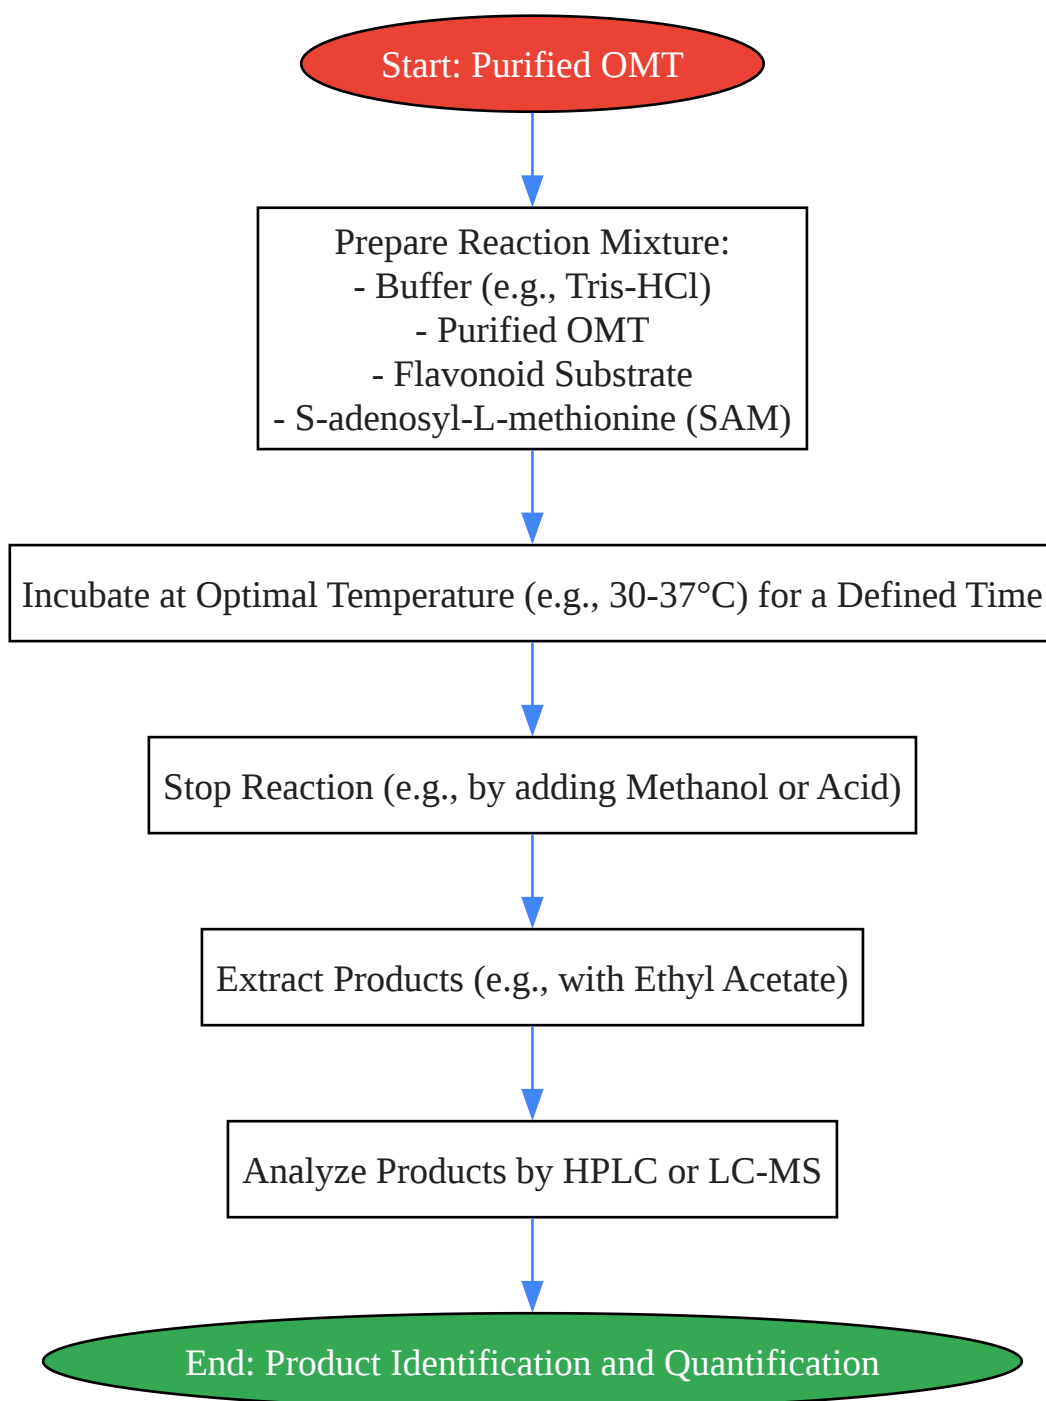 Start: Purified OMT
Prepare Reaction Mixture:
- Buffer (e.g., Tris-HCl)
- Purified OMT
- Flavonoid Substrate
- S-adenosyl-L-methionine (SAM)
Incubate at Optimal Temperature (e.g., 30-37°C) for a Defined Time
Stop Reaction (e.g., by adding Methanol or Acid)
Extract Products (e.g., with Ethyl Acetate)
Analyze Products by HPLC or LC-MS
End: Product Identification and Quantification